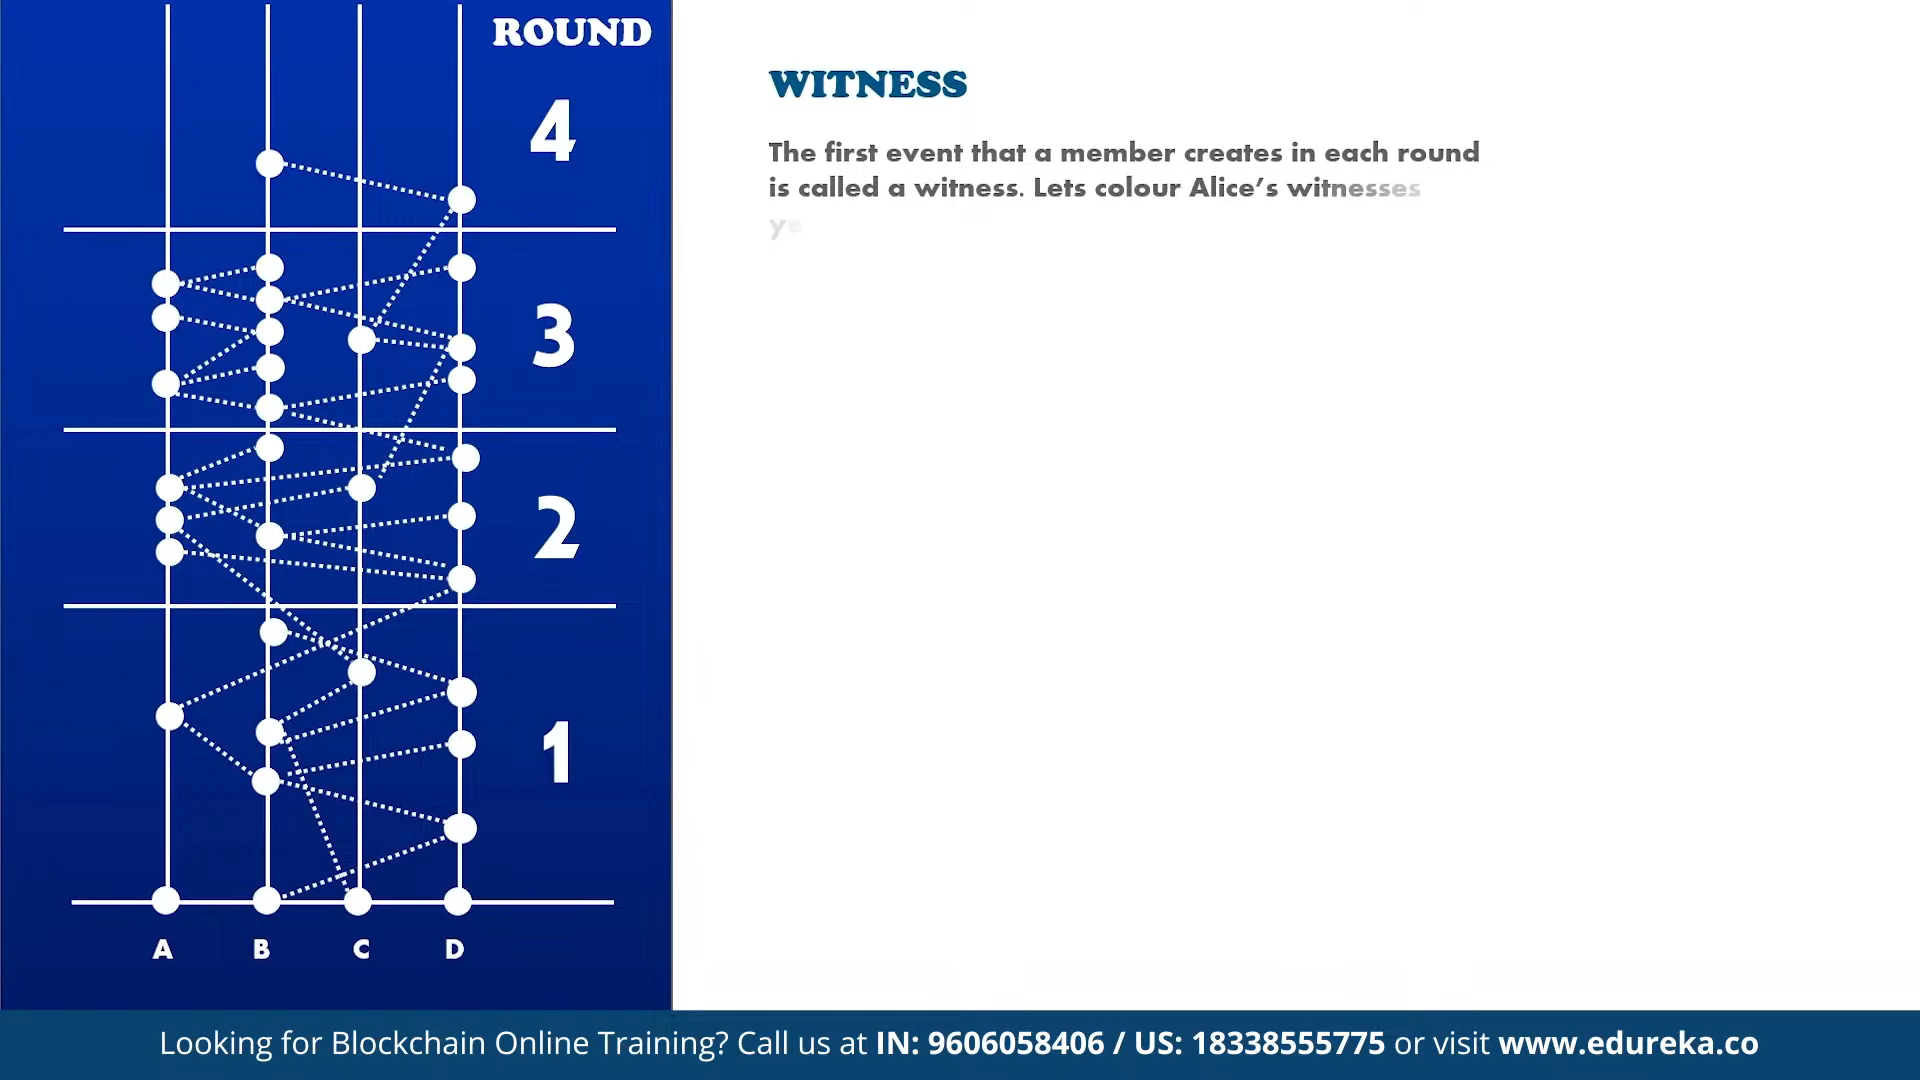 ROUND
4
3
2
1
A B C D
WITNESS
The first event that a member creates in each round
is called a witness. Lets colour Alice's witnesses
ye
Looking for Blockchain Online Training? Call us at IN: 9606058406 / US: 18338555775 or visit www.edureka.co